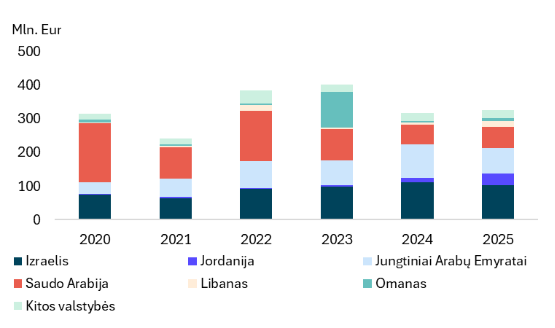 Mln. Eur
500
400
300
200
100
0
2020 2021 2022 2023 2024 2025
Izraelis Jordanija Jungtiniai Arabų Emyratai
Saudo Arabija Libanas Omanas
Kitos valstybės